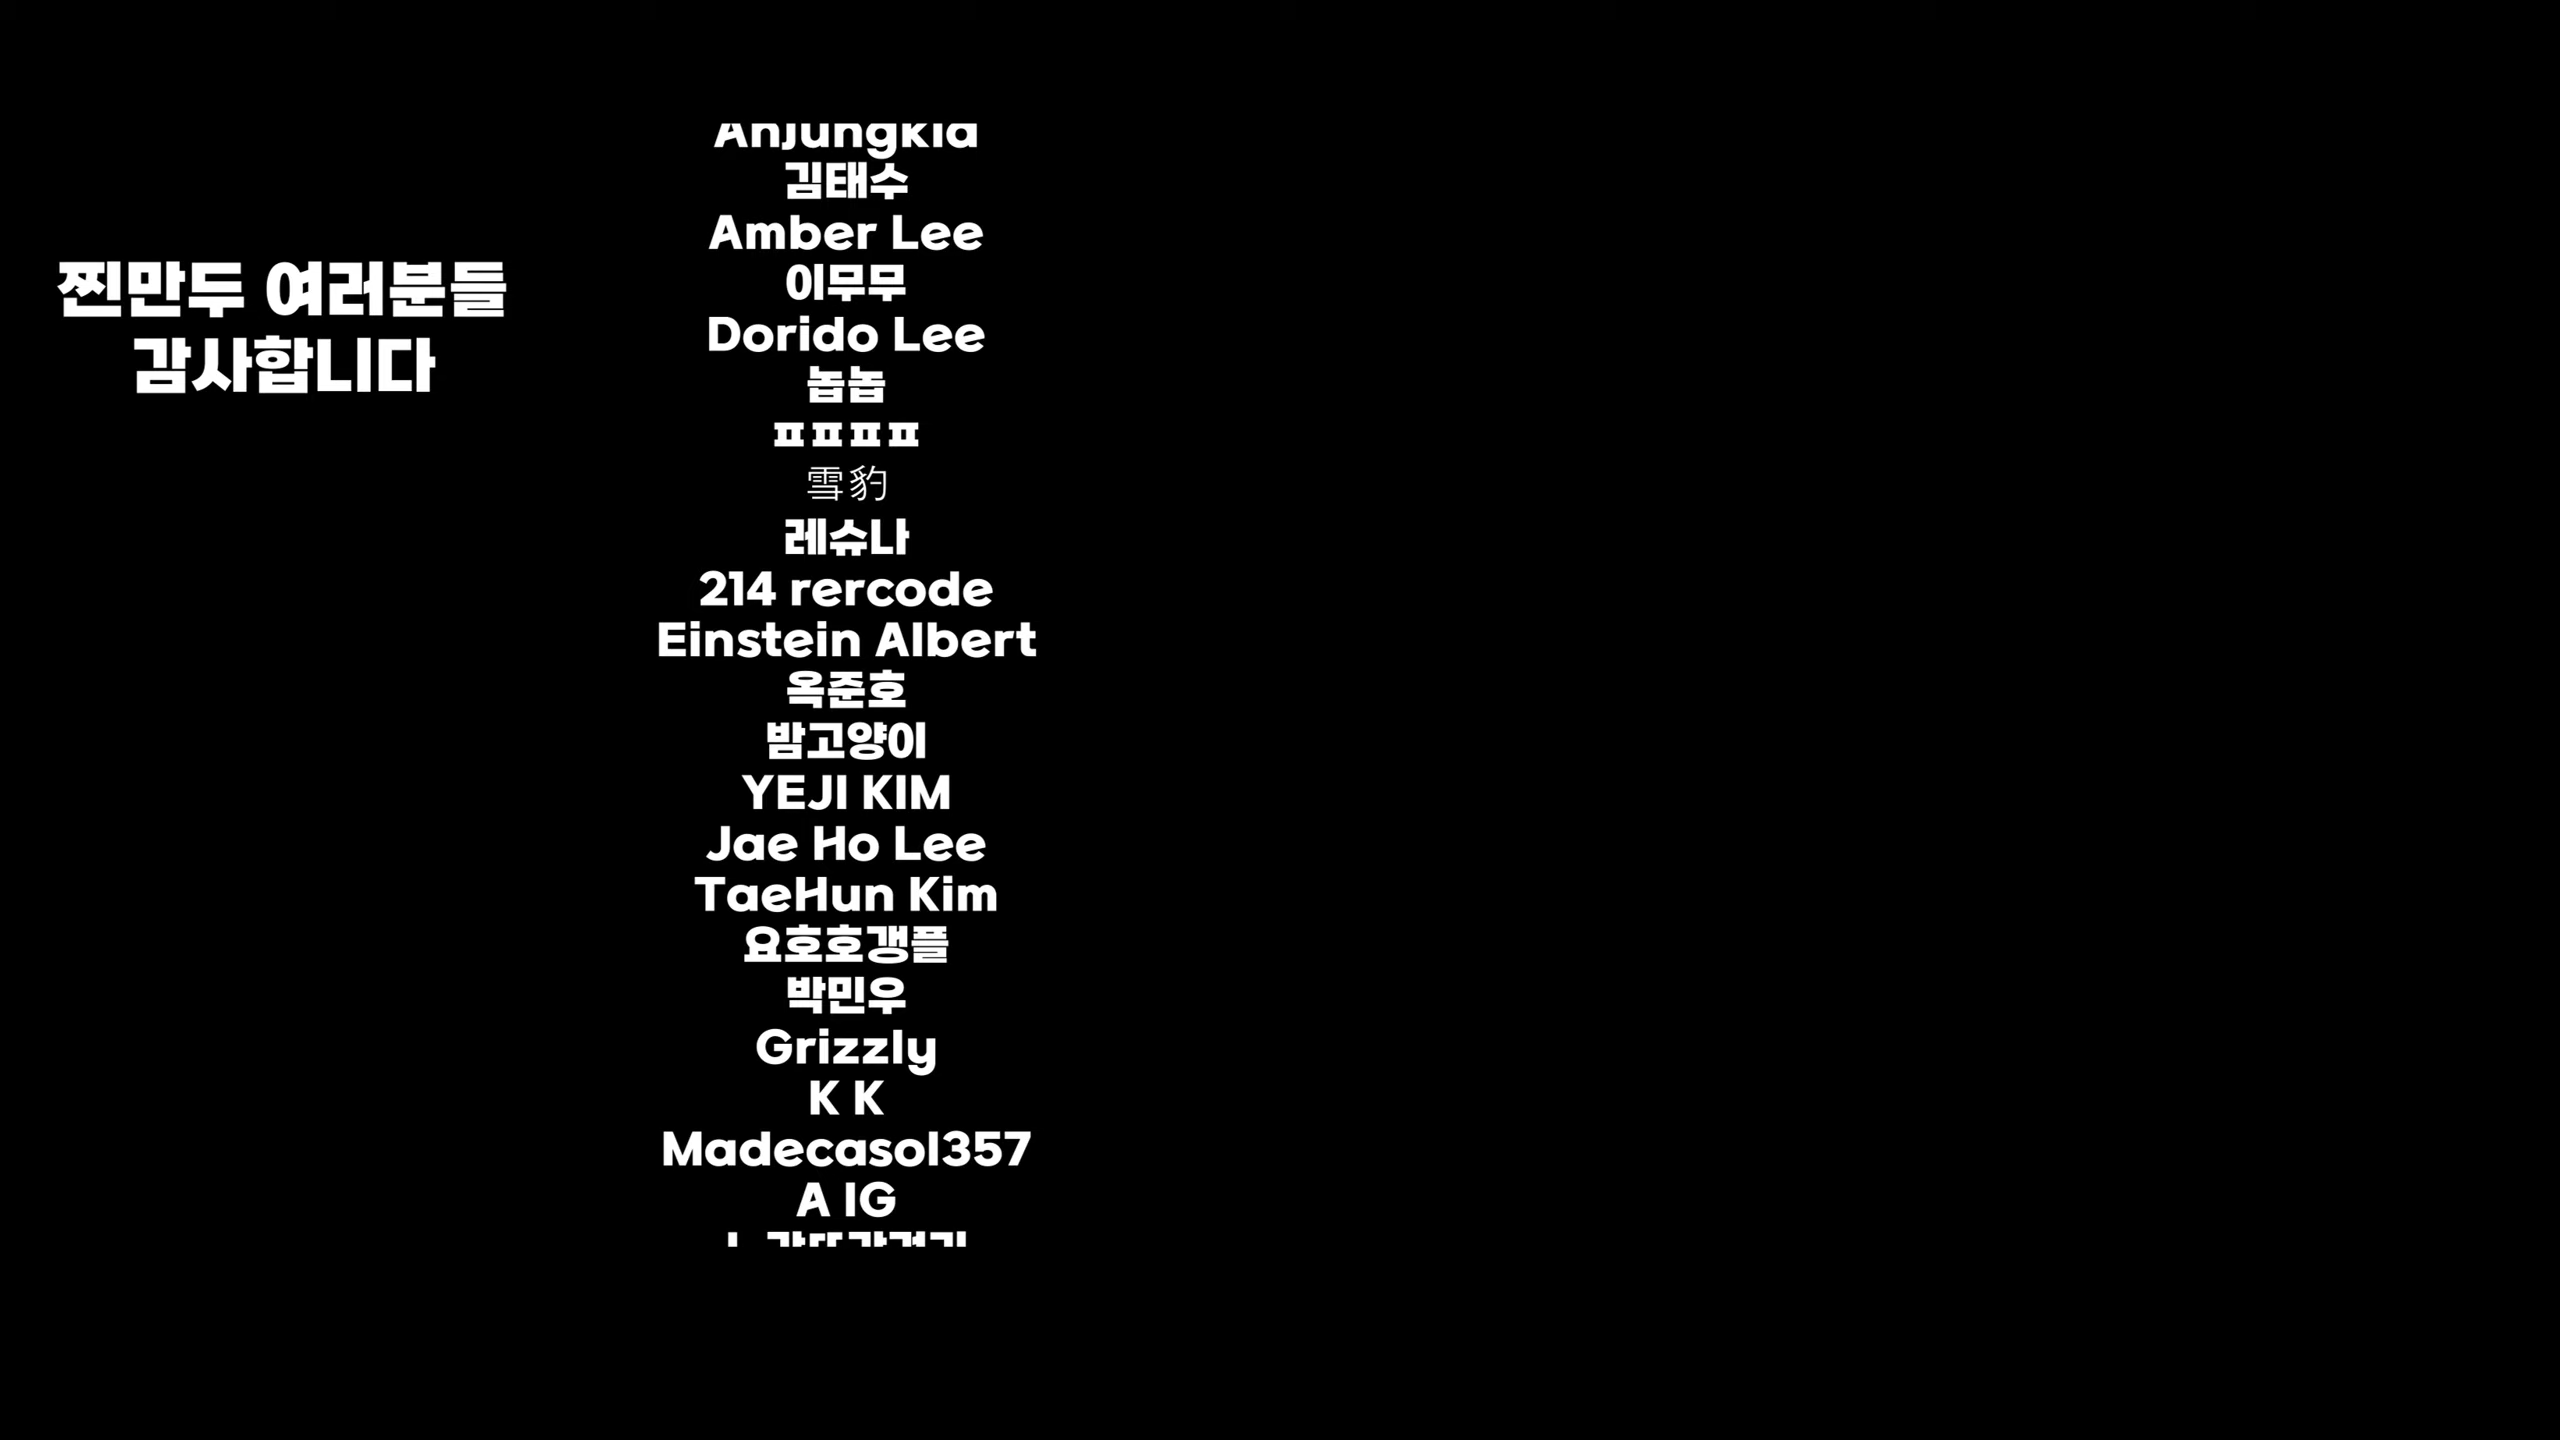 찐만두 여러분들
감사합니다
김태수
Amber Lee
이무무
Dorido Lee
놉놉
ㅍㅍㅍㅍ
雪豹
레슈나
214 rercode
Einstein Albert
옥준호
밤고양이
YEJI KIM
Jae Ho Lee
TaeHun Kim
요호호갱플
박민우
Grizzly
K K
Madecasol357
A IG